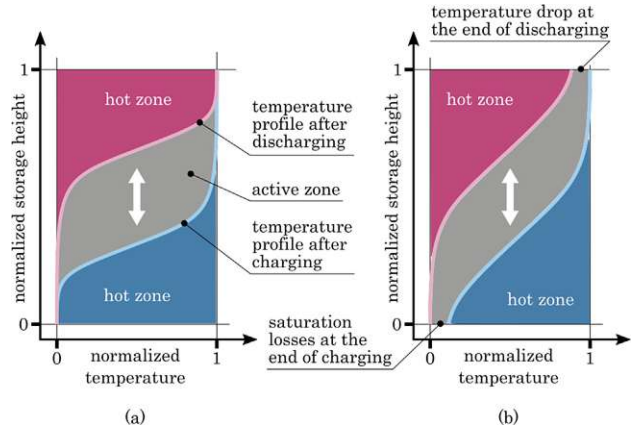 temperature drop at
the end of discharging
1
hot zone
normalized storage height
0
0
normalized
temperature
1
temperature
profile after
discharging
active zone
temperature
profile after
charging
hot zone
(a)
1
hot zone
normalized storage height
0
saturation
losses at the
end of charging
hot zone
0
normalized
temperature
1
(b)